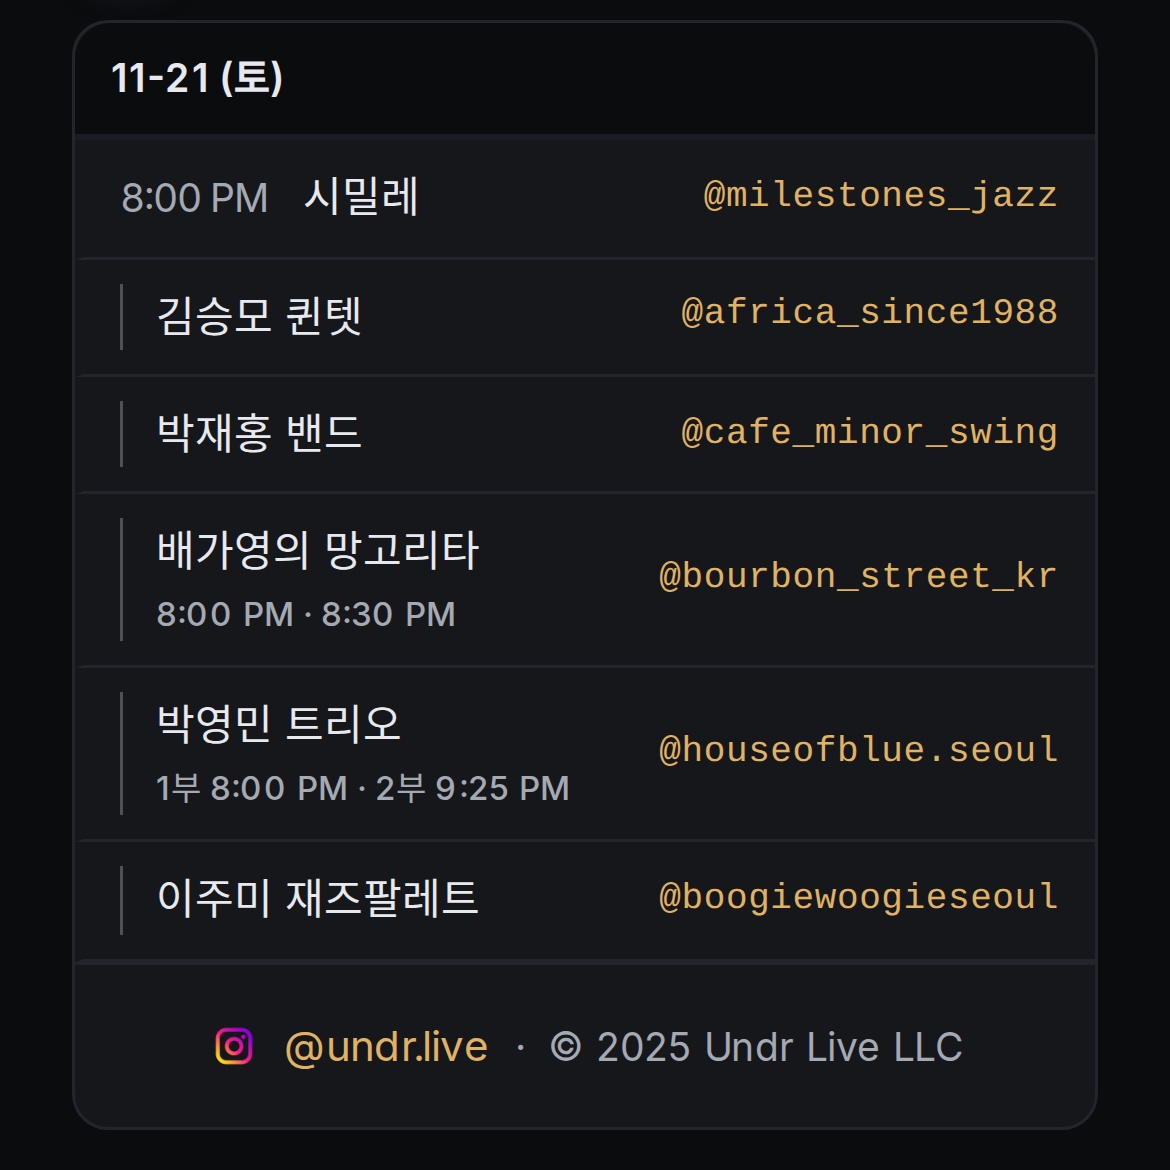 11-21 (토)
8:00 PM 시밀레 @milestones_jazz
김승모 퀸텟 @africa_since1988
박재홍 밴드 @cafe_minor_swing
배가영의 망고리타 @bourbon_street_kr
8:00 PM · 8:30 PM
박영민 트리오 @houseofblue.seoul
1부 8:00 PM · 2부 9:25 PM
이주미 재즈팔레트 @boogiewoogieseoul
@undr.live · © 2025 Undr Live LLC